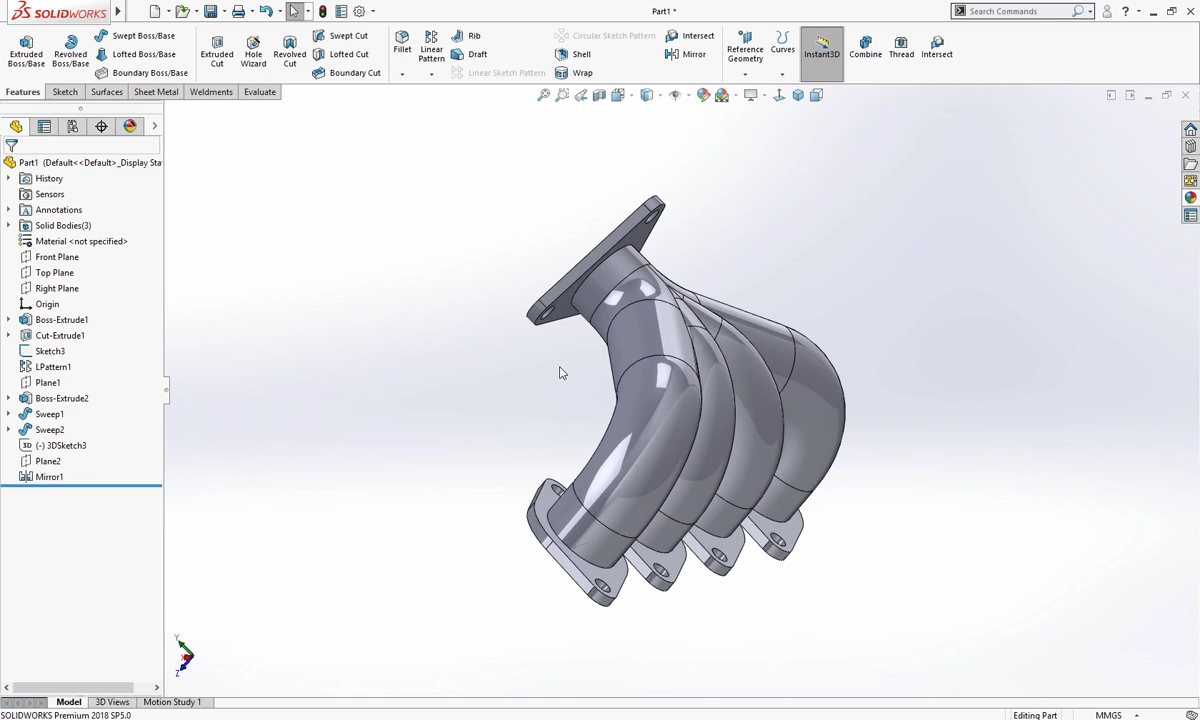 SOLIDWORKS
Part1 *
Search Commands
Extruded Boss/Base
Revolved Boss/Base
Swept Boss/Base
Lofted Boss/Base
Boundary Boss/Base
Extruded Cut
Hole Wizard
Revolved Cut
Swept Cut
Lofted Cut
Boundary Cut
Fillet
Linear Pattern
Rib
Draft
Linear Sketch Pattern
Circular Sketch Pattern
Shell
Wrap
Intersect
Mirror
Reference Geometry
Curves
Instant3D
Combine
Thread
Intersect
Features
Sketch
Surfaces
Sheet Metal
Weldments
Evaluate
Part1 (Default<<Default>_Display Sta
History
Sensors
Annotations
Solid Bodies(3)
Material <not specified>
Front Plane
Top Plane
Right Plane
Origin
Boss-Extrude1
Cut-Extrude1
Sketch3
LPattern1
Plane1
Boss-Extrude2
Sweep1
Sweep2
3D (-) 3DSketch3
Plane2
Mirror1
Y
Z
Model
3D Views
Motion Study 1
SOLIDWORKS Premium 2018 SP5.0
Editing Part
MMGS